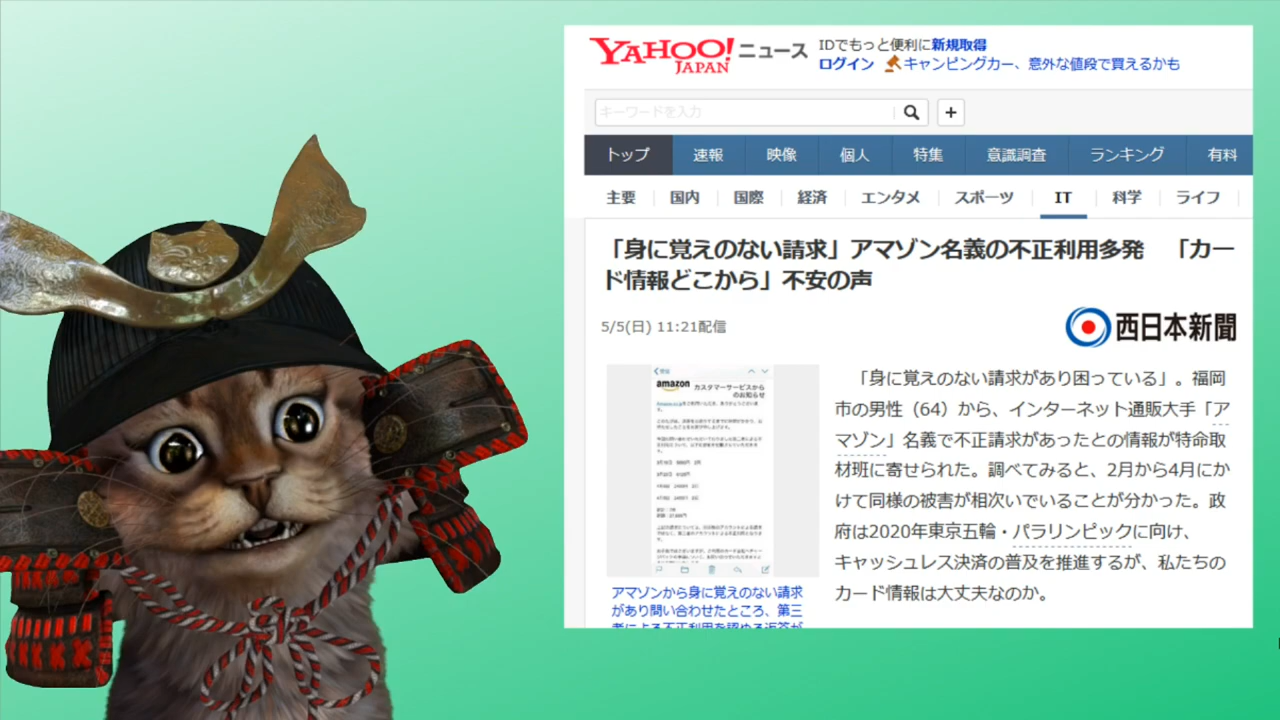 YAHOO! JAPAN ニュース
IDでもっと便利に新規取得
ログイン キャンピングカー、意外な値段で買えるかも
キーワードを入力
トップ 速報 映像 個人 特集 意識調査 ランキング 有料
主要 国内 国際 経済 エンタメ スポーツ IT 科学 ライフ
「身に覚えのない請求」アマゾン名義の不正利用多発 「カー
ド情報どこから」不安の声
5/5(日) 11:21配信
西日本新聞
amazon カスタマーサービスから
のお知らせ
アマゾンから身に覚えのない請求
があり問い合わせたところ、第三
者による不正利用を認める返答が
「身に覚えのない請求があり困っている」。福岡
市の男性（64）から、インターネット通販大手「ア
マゾン」名義で不正請求があったとの情報が特命取
材班に寄せられた。調べてみると、2月から4月にか
けて同様の被害が相次いでいることが分かった。政
府は2020年東京五輪・パラリンピックに向け、
キャッシュレス決済の普及を推進するが、私たちの
カード情報は大丈夫なのか。